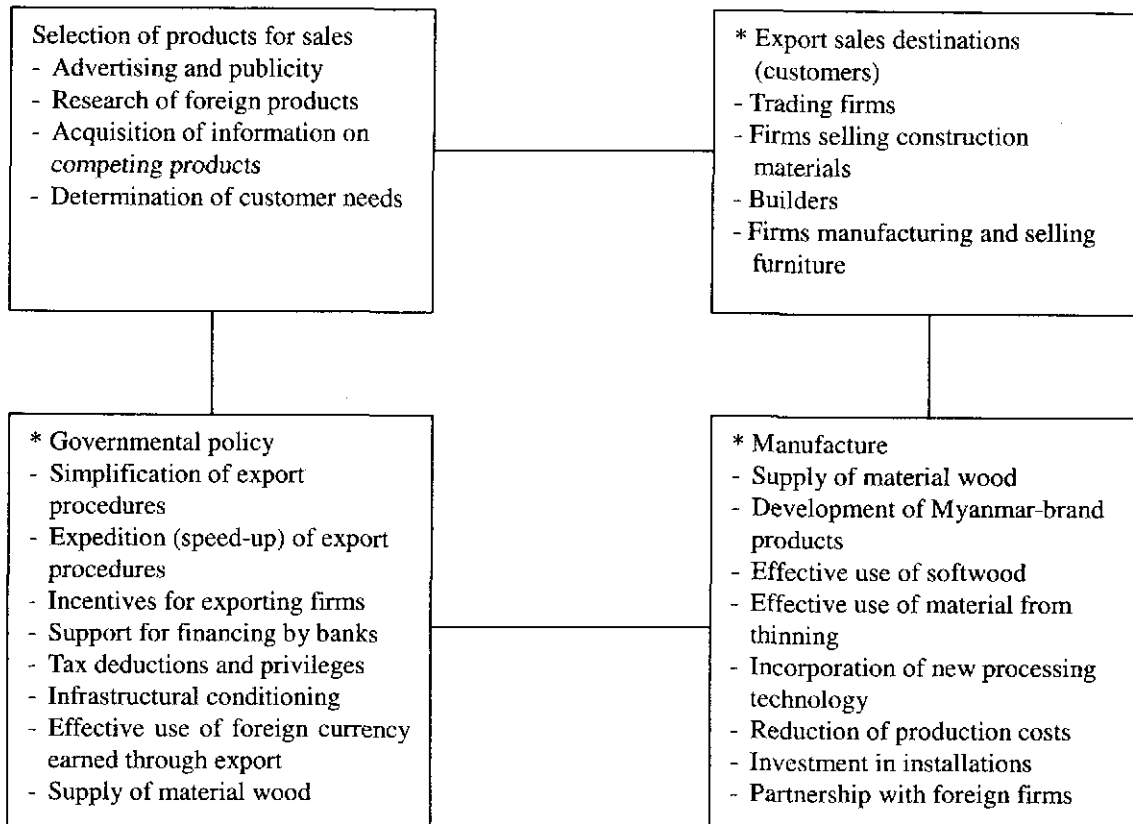 Selection of products for sales
- Advertising and publicity
- Research of foreign products
- Acquisition of information on
competing products
- Determination of customer needs
* Export sales destinations
(customers)
- Trading firms
- Firms selling construction
materials
- Builders
- Firms manufacturing and selling
furniture
* Governmental policy
- Simplification of export
procedures
- Expedition (speed-up) of export
procedures
- Incentives for exporting firms
- Support for financing by banks
- Tax deductions and privileges
- Infrastructural conditioning
- Effective use of foreign currency
earned through export
- Supply of material wood
* Manufacture
- Supply of material wood
- Development of Myanmar-brand
products
- Effective use of softwood
- Effective use of material from
thinning
- Incorporation of new processing
technology
- Reduction of production costs
- Investment in installations
- Partnership with foreign firms